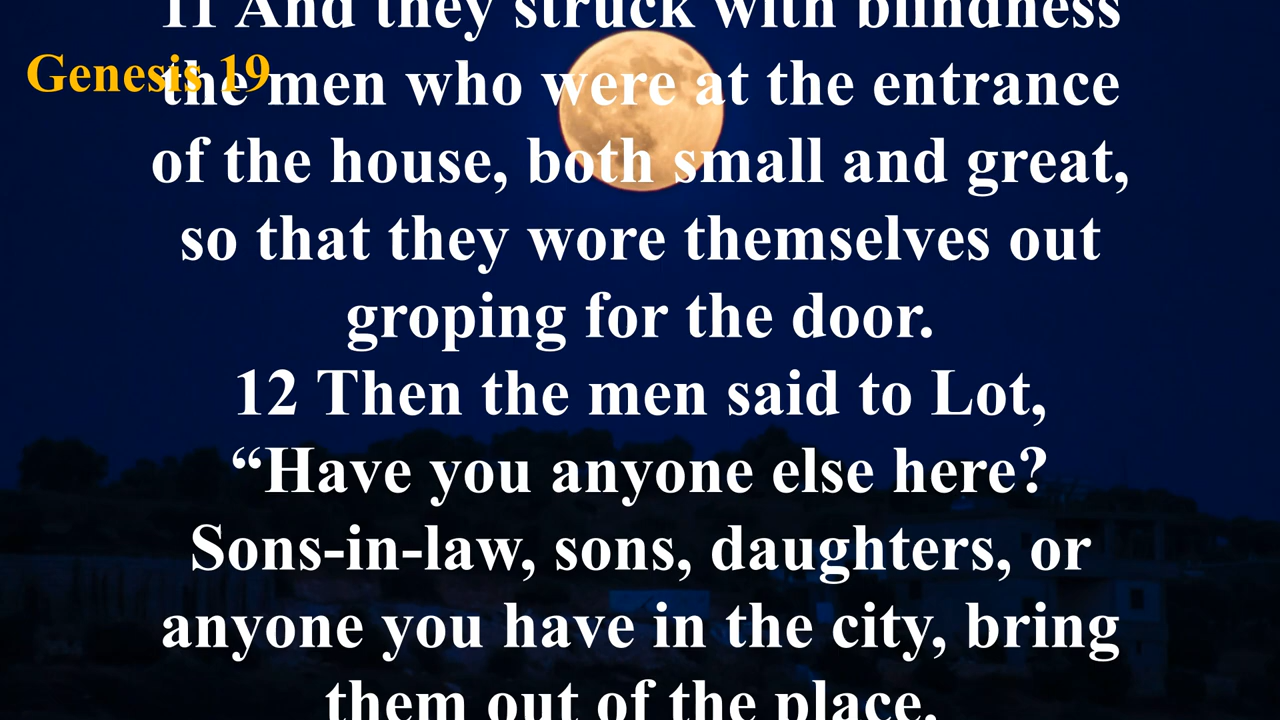 11 And they struck with blindness
Genesis 19
the men who were at the entrance
of the house, both small and great,
so that they wore themselves out
groping for the door.
12 Then the men said to Lot,
“Have you anyone else here?
Sons-in-law, sons, daughters, or
anyone you have in the city, bring
them out of the place.